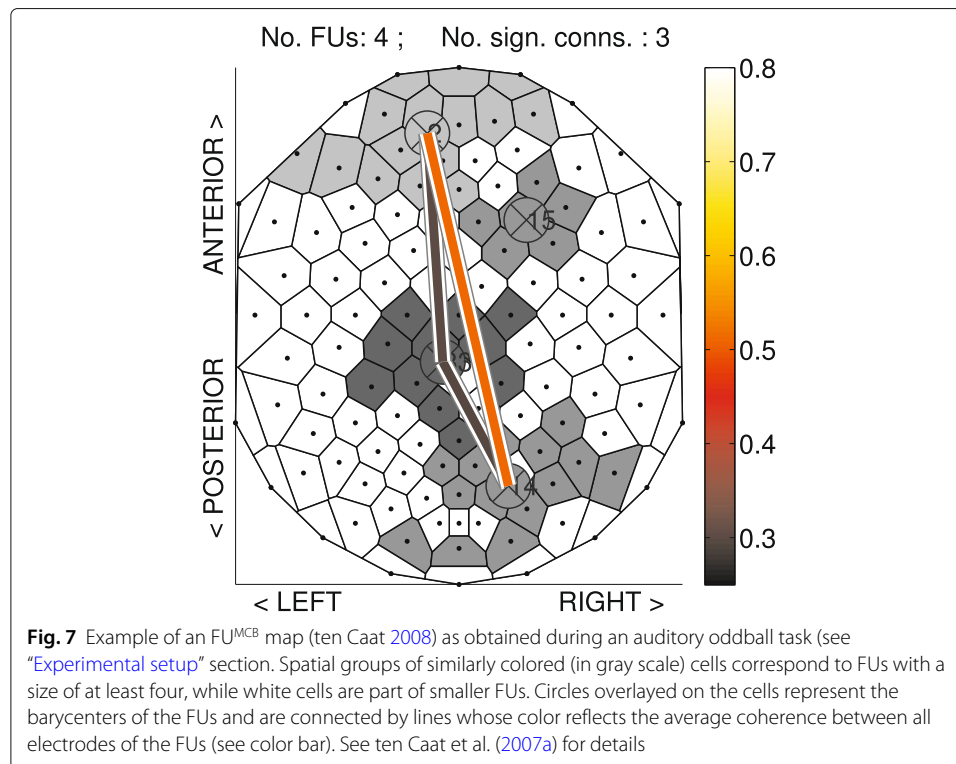 No. FUs: 4 ;    No. sign. conns. : 3
ANTERIOR >
< POSTERIOR
2
15
14
0.8
0.7
0.6
0.5
0.4
0.3
< LEFT
RIGHT >
Fig. 7 Example of an FU^MCB map (ten Caat 2008) as obtained during an auditory oddball task (see
“Experimental setup” section. Spatial groups of similarly colored (in gray scale) cells correspond to FUs with a
size of at least four, while white cells are part of smaller FUs. Circles overlayed on the cells represent the
barycenters of the FUs and are connected by lines whose color reflects the average coherence between all
electrodes of the FUs (see color bar). See ten Caat et al. (2007a) for details